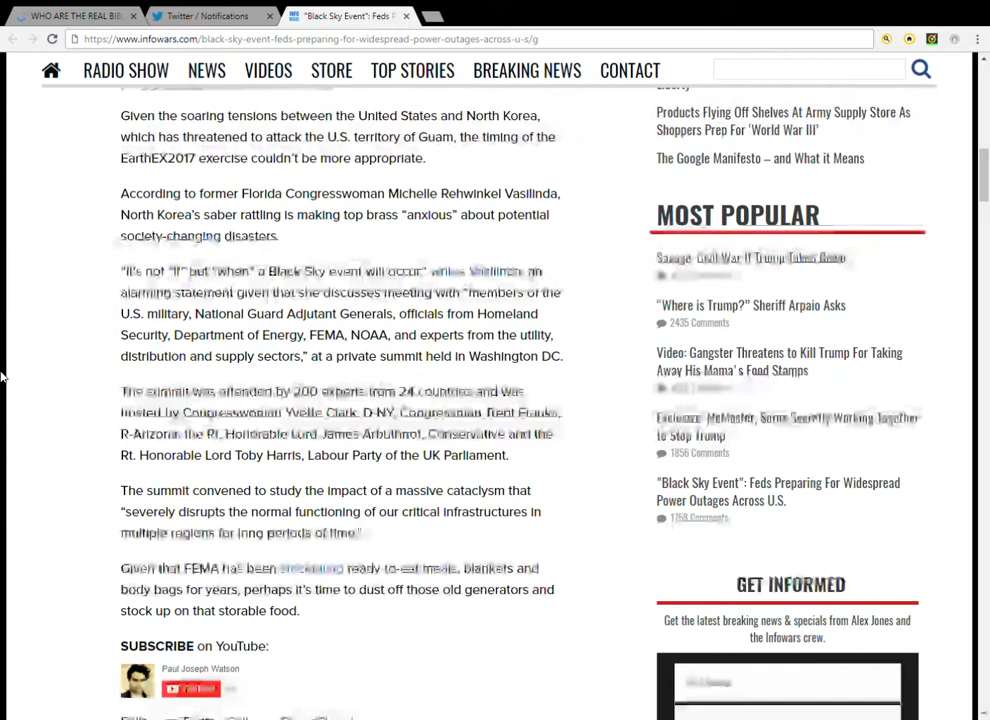 WHO ARE THE REAL BIB
Twitter / Notifications
"Black Sky Event": Feds P
https://www.infowars.com/black-sky-event-feds-preparing-for-widespread-power-outages-across-u-s/g
RADIO SHOW NEWS VIDEOS STORE TOP STORIES BREAKING NEWS CONTACT
Given the soaring tensions between the United States and North Korea,
which has threatened to attack the U.S. territory of Guam, the timing of the
EarthEX2017 exercise couldn't be more appropriate.
According to former Florida Congresswoman Michelle Rehwinkel Vasilinda,
North Korea's saber rattling is making top brass "anxious" about potential
society-changing disasters.
"It's not "if" but "when" a Black Sky event will occur" writes Vasilinda, an
alarming statement given that she discusses meeting with "members of the
U.S. military, National Guard Adjutant Generals, officials from Homeland
Security, Department of Energy, FEMA, NOAA, and experts from the utility,
distribution and supply sectors," at a private summit held in Washington DC.
The summit was attended by 200 experts from 24 countries and was
hosted by Congresswoman Yvette Clark, D-NY, Congressman Trent Franks,
R-Arizona, the Rt. Honorable Lord James Arbuthnot, Conservative and the
Rt. Honorable Lord Toby Harris, Labour Party of the UK Parliament.
The summit convened to study the impact of a massive cataclysm that
"severely disrupts the normal functioning of our critical infrastructures in
multiple regions for long periods of time."
Given that FEMA has been stockpiling ready-to-eat meals, blankets and
body bags for years, perhaps it's time to dust off those old generators and
stock up on that storable food.
SUBSCRIBE on YouTube:
Paul Joseph Watson
Liberty
Products Flying Off Shelves At Army Supply Store As
Shoppers Prep For 'World War III'
The Google Manifesto – and What it Means
MOST POPULAR
Savage: Civil War If Trump Taken Down
"Where is Trump?" Sheriff Arpaio Asks
2435 Comments
Video: Gangster Threatens to Kill Trump For Taking
Away His Mama's Food Stamps
Exclusive: McMaster, Soros Secretly Working Together
to Stop Trump
1856 Comments
"Black Sky Event": Feds Preparing For Widespread
Power Outages Across U.S.
1759 Comments
GET INFORMED
Get the latest breaking news & specials from Alex Jones and
the Infowars crew.